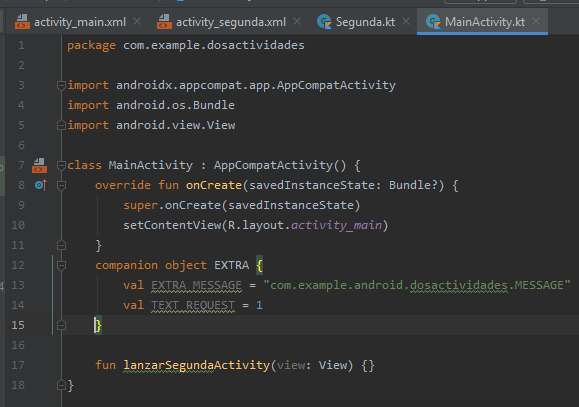 activity_main.xml activity_segunda.xml Segunda.kt MainActivity.kt
1 package com.example.dosactividades
2
3 import androidx.appcompat.app.AppCompatActivity
4 import android.os.Bundle
5 import android.view.View
6
7 class MainActivity : AppCompatActivity() {
8 override fun onCreate(savedInstanceState: Bundle?) {
9 super.onCreate(savedInstanceState)
10 setContentView(R.layout.activity_main)
11 }
12 companion object EXTRA {
13 val EXTRA_MESSAGE = "com.example.android.dosactividades.MESSAGE"
14 val TEXT_REQUEST = 1
15 }
16
17 fun lanzarSegundaActivity(view: View) {}
18 }